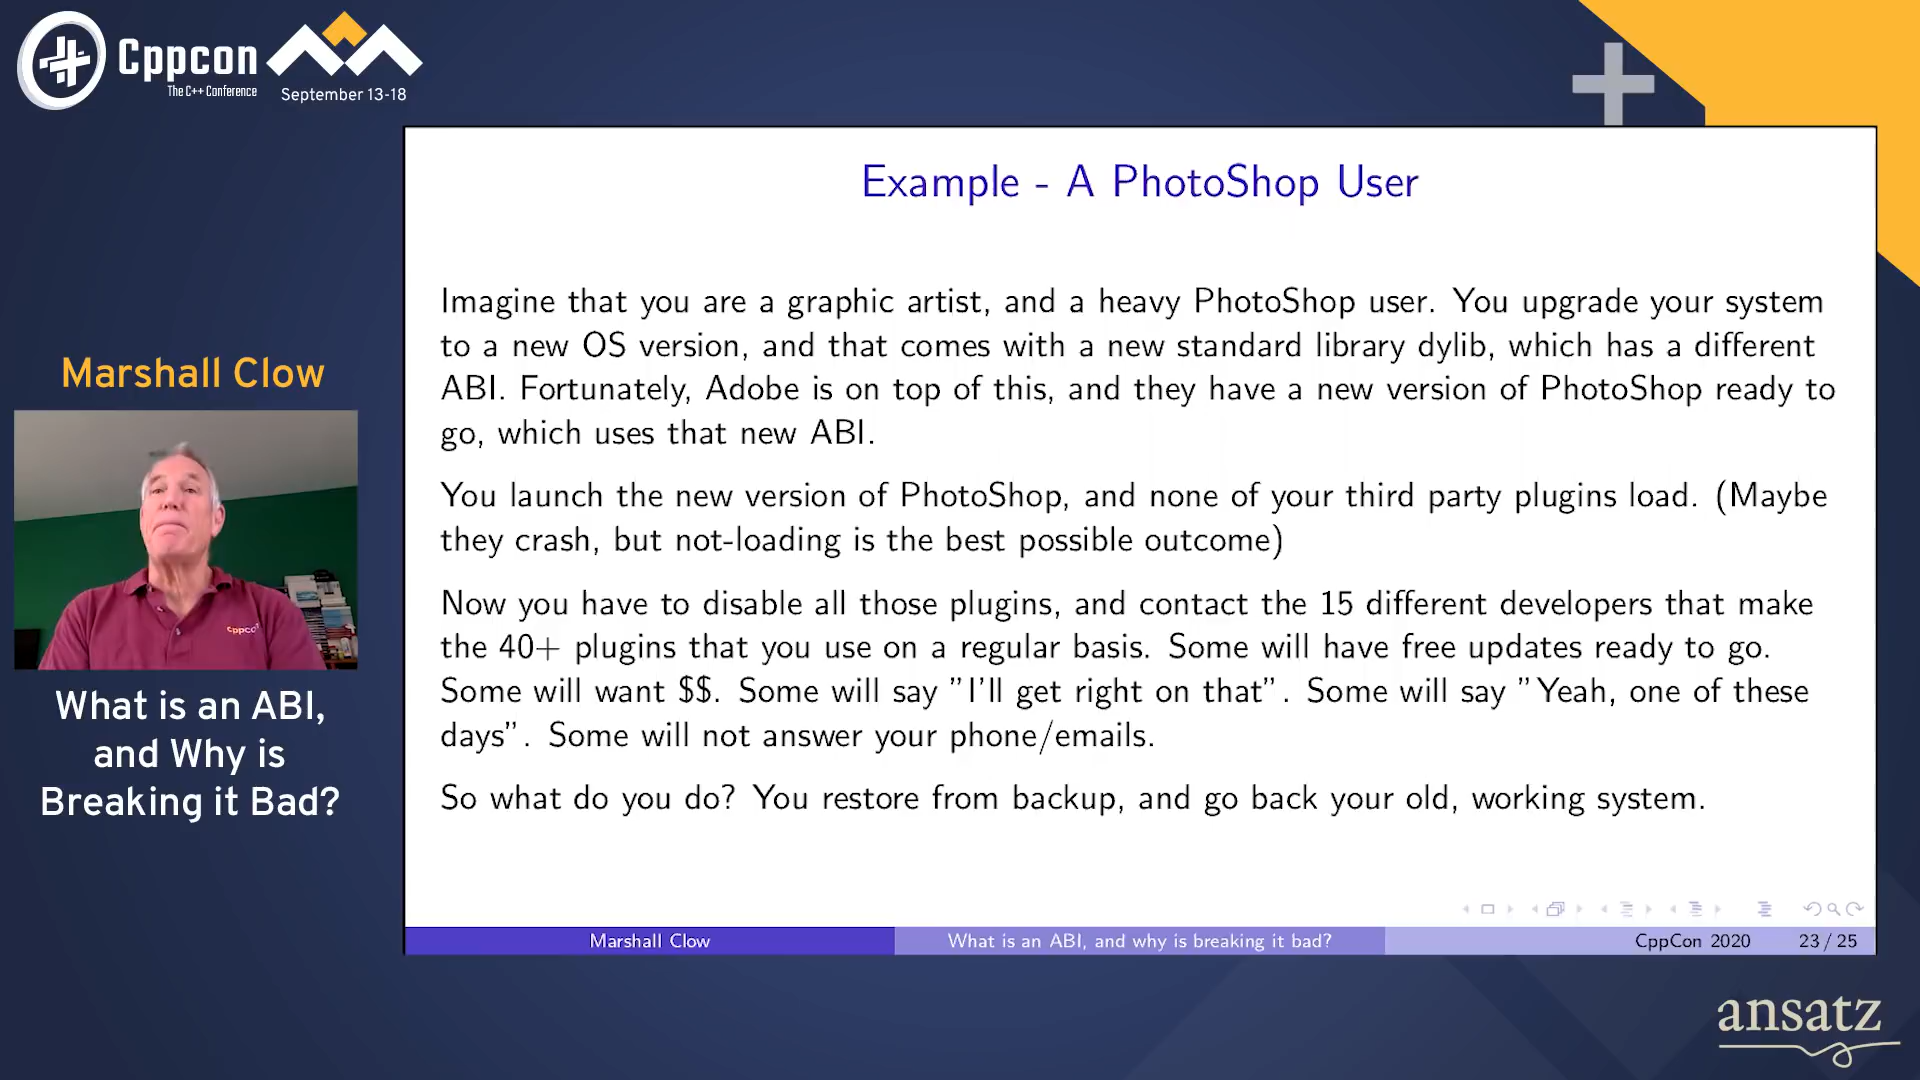 Cppcon
The C++ Conference
September 13-18
Marshall Clow
cppcon
What is an ABI,
and Why is
Breaking it Bad?
Example - A PhotoShop User
Imagine that you are a graphic artist, and a heavy PhotoShop user. You upgrade your system
to a new OS version, and that comes with a new standard library dylib, which has a different
ABI. Fortunately, Adobe is on top of this, and they have a new version of PhotoShop ready to
go, which uses that new ABI.
You launch the new version of PhotoShop, and none of your third party plugins load. (Maybe
they crash, but not-loading is the best possible outcome)
Now you have to disable all those plugins, and contact the 15 different developers that make
the 40+ plugins that you use on a regular basis. Some will have free updates ready to go.
Some will want $$. Some will say "I'll get right on that". Some will say "Yeah, one of these
days". Some will not answer your phone/emails.
So what do you do? You restore from backup, and go back your old, working system.
Marshall Clow
What is an ABI, and why is breaking it bad?
CppCon 2020
23 / 25
ansatz